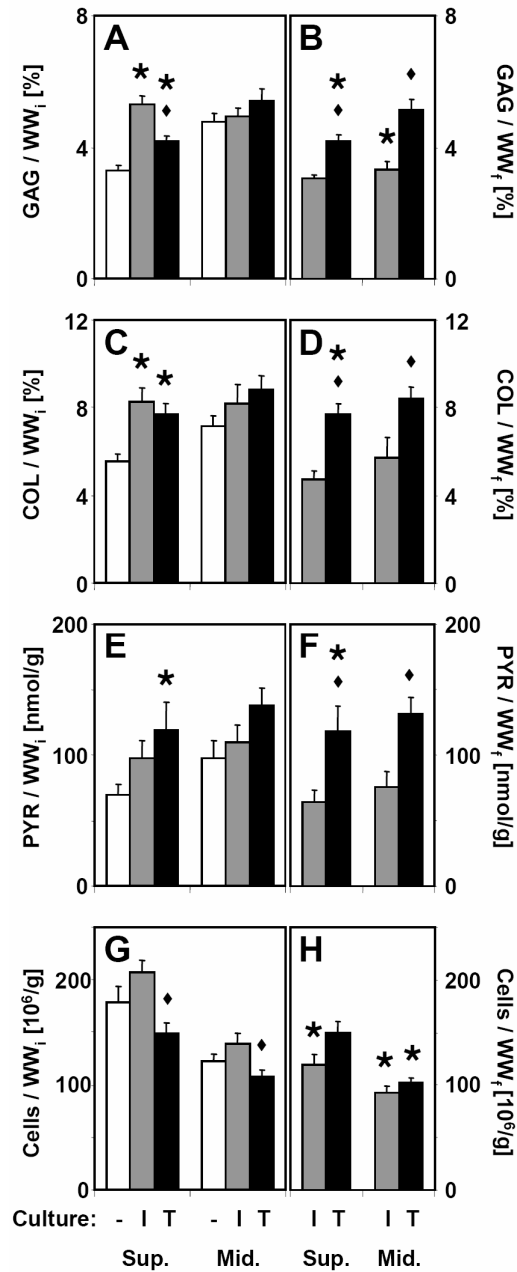 A
B
8
4
0
GAG / WWi [%]
8
4
0
GAG / WWf [%]
* * ♦
* ♦ * ♦
C
D
12
8
4
0
COL / WWi [%]
12
8
4
0
COL / WWf [%]
* *
* ♦ ♦
E
F
200
100
0
PYR / WWi [nmol/g]
200
100
0
PYR / WWf [nmol/g]
*
* ♦ ♦
G
H
200
100
0
Cells / WWi [10⁶/g]
200
100
0
Cells / WWf [10⁶/g]
♦ ♦
* * *
Culture: - I T - I T I T I T
Sup. Mid. Sup. Mid.